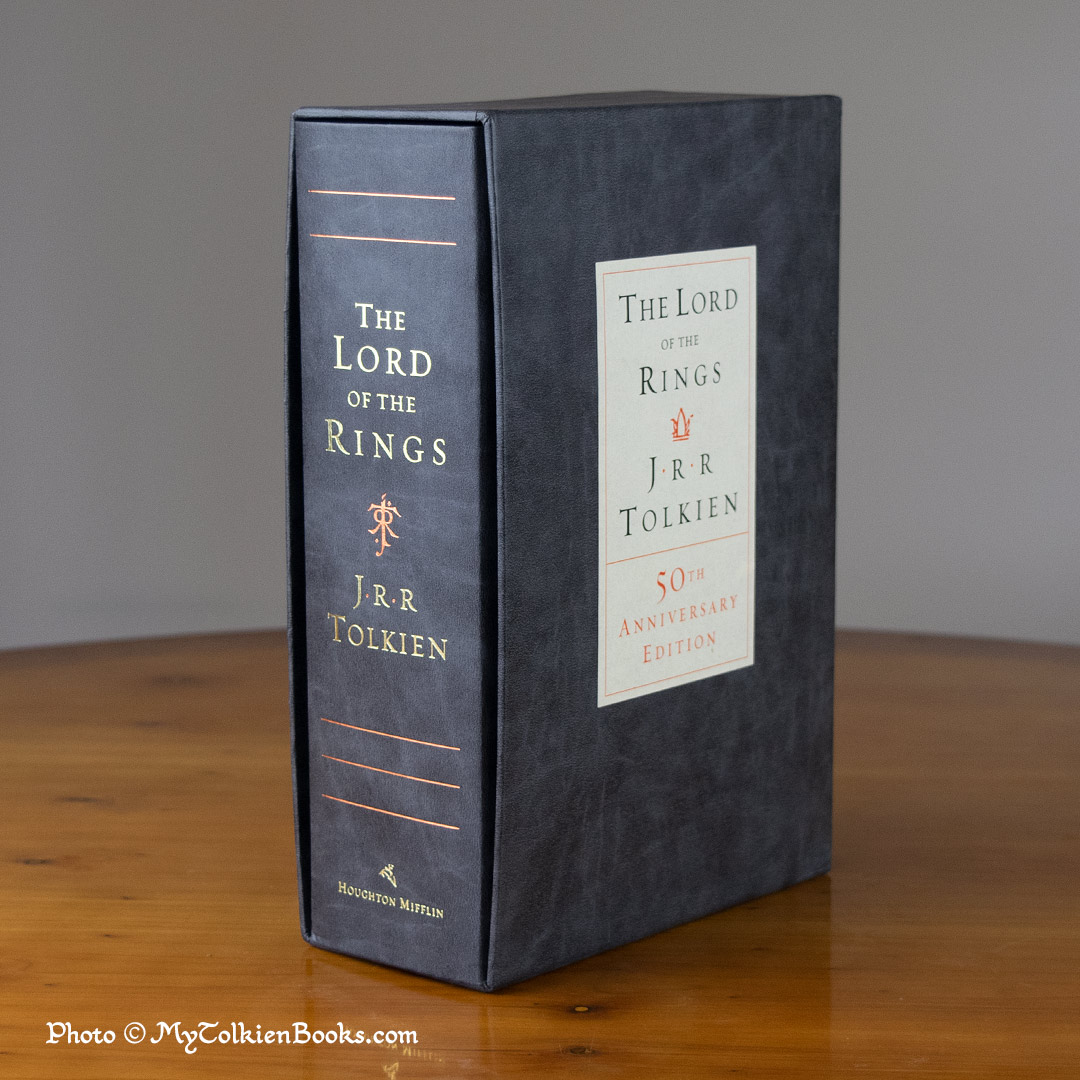 THE
LORD
OF THE
RINGS
J·R·R
TOLKIEN
HOUGHTON MIFFLIN
THE LORD
OF THE
RINGS
J·R·R
TOLKIEN
50TH
ANNIVERSARY
EDITION
Photo © MyTolkienBooks.com